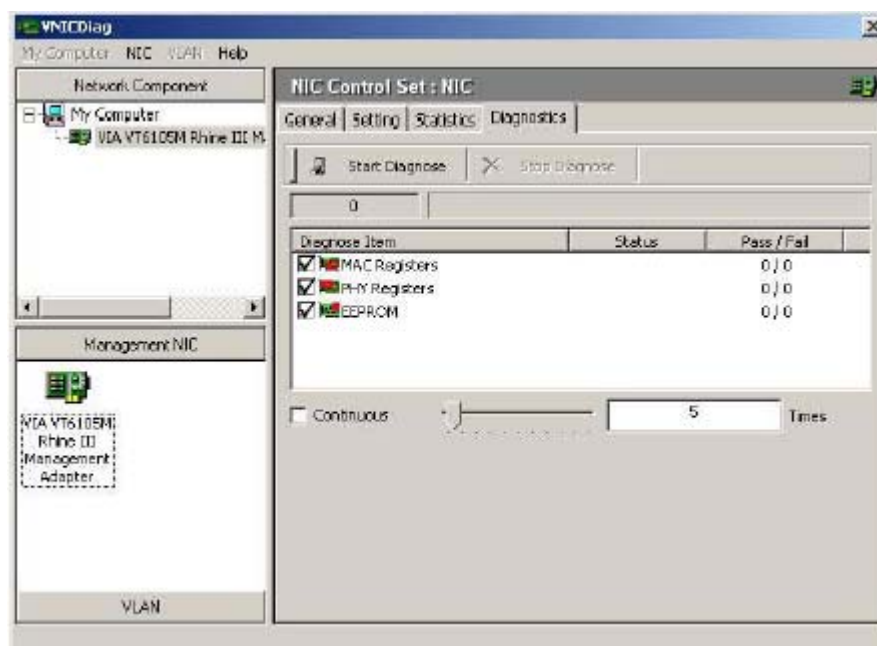 VNICDiag
My Computer NIC VLAN Help
Network Component
My Computer
VIA VT6105M Rhine III M
Management NIC
VIA VT6105M
Rhine III
Management
Adapter
VLAN
NIC Control Set : NIC
General Setting Statistics Diagnostics
Start Diagnose Stop Diagnose
0
Diagnose Item Status Pass / Fail
MAC Registers 0 / 0
PHY Registers 0 / 0
EEPROM 0 / 0
Continuous 5 Times